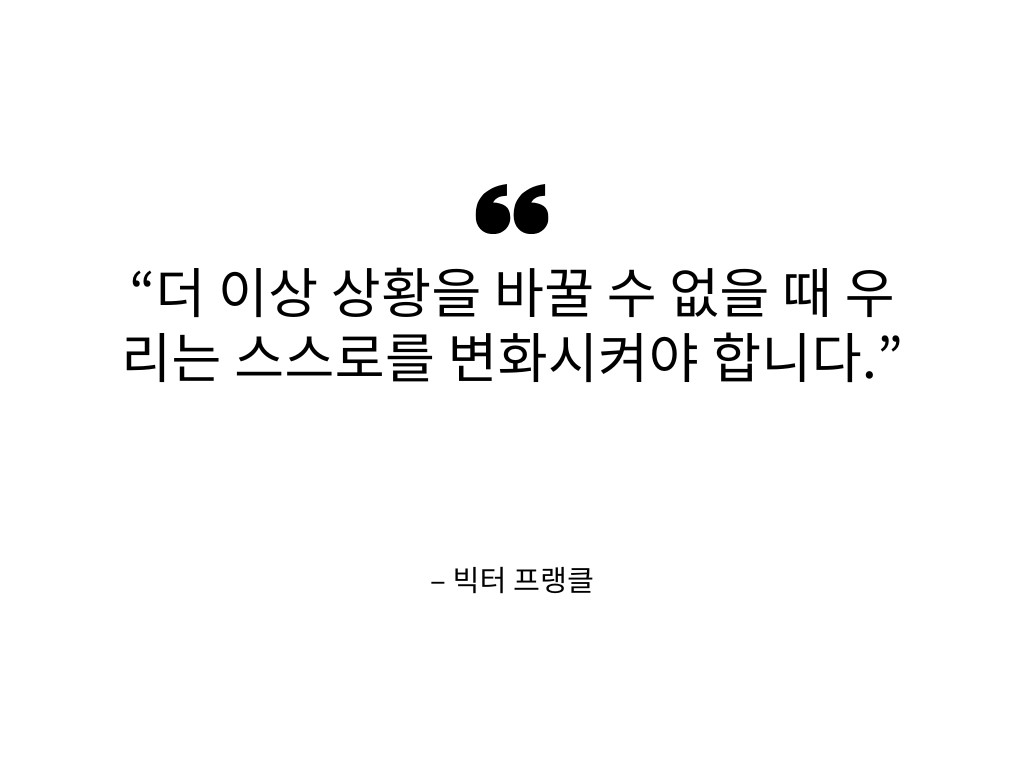 ❝
“더 이상 상황을 바꿀 수 없을 때 우
리는 스스로를 변화시켜야 합니다.”
– 빅터 프랭클